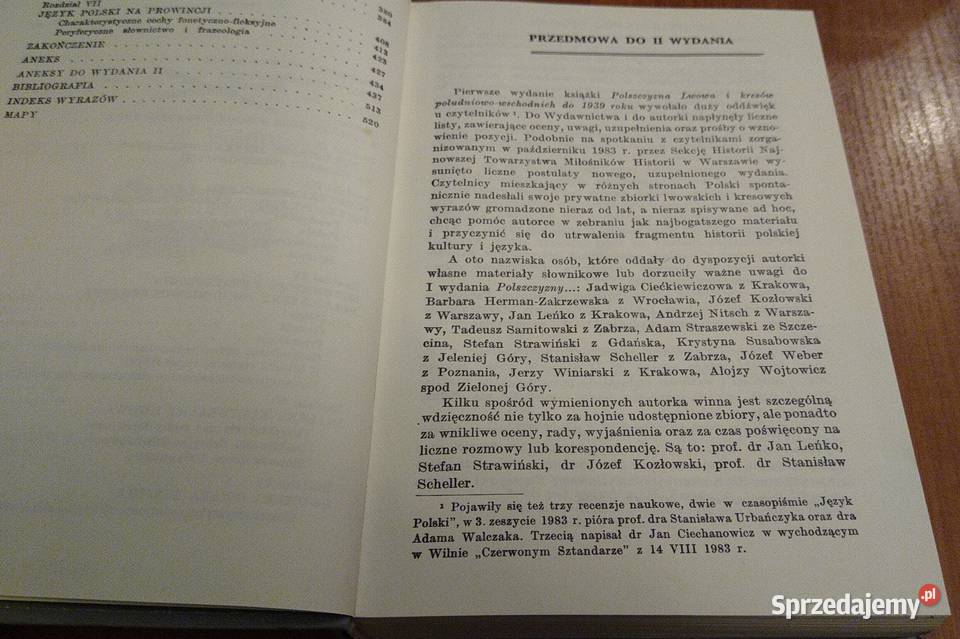 Rozdział VII
JĘZYK POLSKI NA PROWINCJI . . . . . . . . . 380
Charakterystyczne cechy fonetyczno-fleksyjne 384
Peryferyczne słownictwo i frazeologia
ZAKOŃCZENIE . . . . . . . . . . . . . . 408
ANEKS . . . . . . . . . . . . . . . . 413
ANEKSY DO WYDANIA II . . . . . . . . . . 425
BIBLIOGRAFIA . . . . . . . . . . . . . 427
INDEKS WYRAZÓW . . . . . . . . . . . . 434
MAPY . . . . . . . . . . . . . . . . 437
513
520
PRZEDMOWA DO II WYDANIA
Pierwsze wydanie książki Polszczyzna Lwowa i kresów
południowo-wschodnich do 1939 roku wywołało duży oddźwięk
u czytelników ¹. Do Wydawnictwa i do autorki napłynęły liczne
listy, zawierające oceny, uwagi, uzupełnienia oraz prośby o wzno-
wienie pozycji. Podobnie na spotkaniu z czytelnikami zorga-
nizowanym w październiku 1983 r. przez Sekcję Historii Naj-
nowszej Towarzystwa Miłośników Historii w Warszawie wy-
sunięto liczne postulaty nowego, uzupełnionego wydania.
Czytelnicy mieszkający w różnych stronach Polski sponta-
nicznie nadesłali swoje prywatne zbiorki lwowskich i kresowych
wyrazów gromadzone nieraz od lat, a nieraz spisywane ad hoc,
chcąc pomóc autorce w zebraniu jak najbogatszego materiału
i przyczynić się do utrwalenia fragmentu historii polskiej
kultury i języka.
A oto nazwiska osób, które oddały do dyspozycji autorki
własne materiały słownikowe lub dorzuciły ważne uwagi do
I wydania Polszczyzny...: Jadwiga Ciećkiewiczowa z Krakowa,
Barbara Herman-Zakrzewska z Wrocławia, Józef Kozłowski
z Warszawy, Jan Leńko z Krakowa, Andrzej Nitsch z Warsza-
wy, Tadeusz Samitowski z Zabrza, Adam Straszewski ze Szcze-
cina, Stefan Strawiński z Gdańska, Krystyna Susabowska
z Jeleniej Góry, Stanisław Scheller z Zabrza, Józef Weber
z Poznania, Jerzy Winiarski z Krakowa, Alojzy Wojtowicz
spod Zielonej Góry.
Kilku spośród wymienionych autorka winna jest szczególną
wdzięczność nie tylko za hojnie udostępnione zbiory, ale ponadto
za wnikliwe oceny, rady, wyjaśnienia oraz za czas poświęcony na
liczne rozmowy lub korespondencję. Są to: prof. dr Jan Leńko,
Stefan Strawiński, dr Józef Kozłowski, prof. dr Stanisław
Scheller.
¹ Pojawiły się też trzy recenzje naukowe, dwie w czasopiśmie „Język
Polski", w 3. zeszycie 1983 r. pióra prof. dra Stanisława Urbańczyka oraz dra
Adama Walczaka. Trzecią napisał dr Jan Ciechanowicz w wychodzącym
w Wilnie „Czerwonym Sztandarze" z 14 VIII 1983 r.
Sprzedajemy.pl